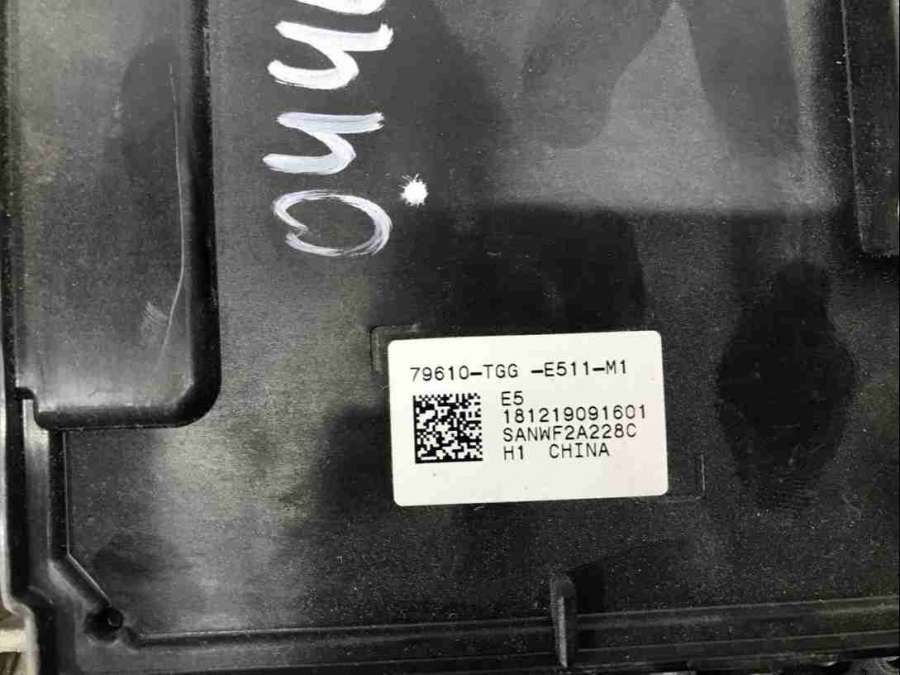 79610-TGG -E511-M1
E5
181219091601
SANWF2A228C
H1 CHINA